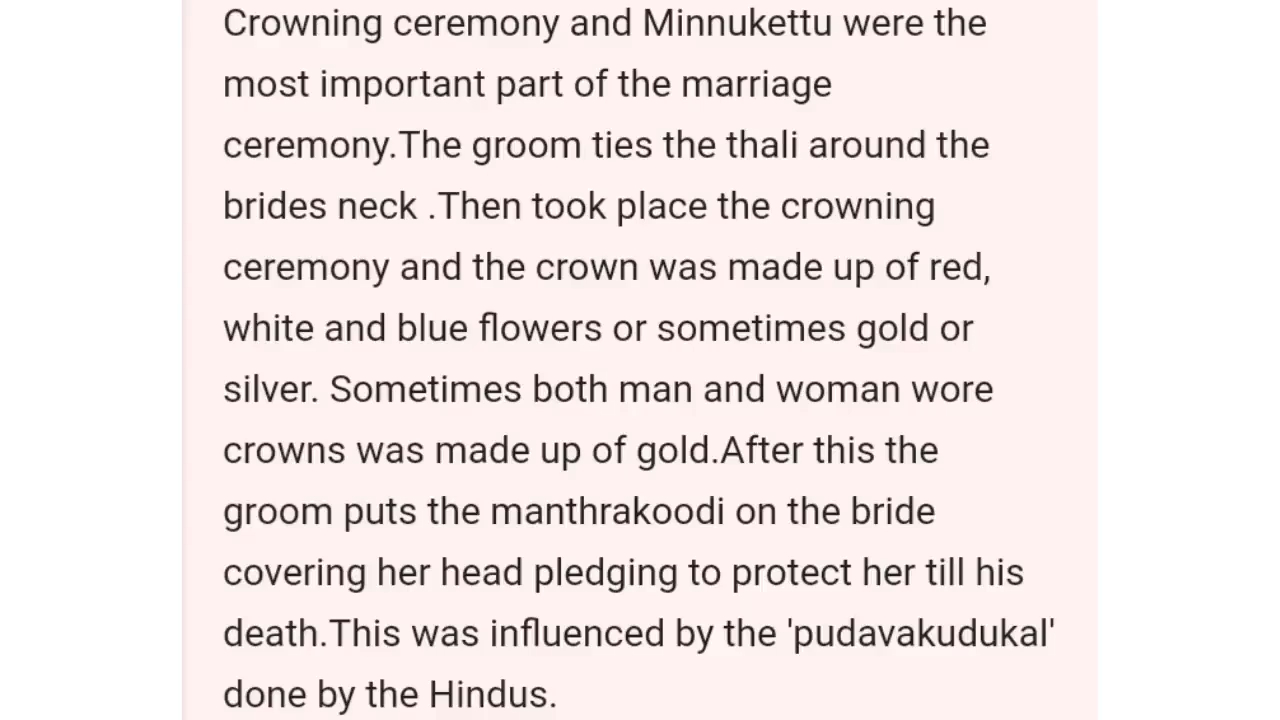 Crowning ceremony and Minnukettu were the
most important part of the marriage
ceremony.The groom ties the thali around the
brides neck .Then took place the crowning
ceremony and the crown was made up of red,
white and blue flowers or sometimes gold or
silver. Sometimes both man and woman wore
crowns was made up of gold.After this the
groom puts the manthrakoodi on the bride
covering her head pledging to protect her till his
death.This was influenced by the 'pudavakudukal'
done by the Hindus.